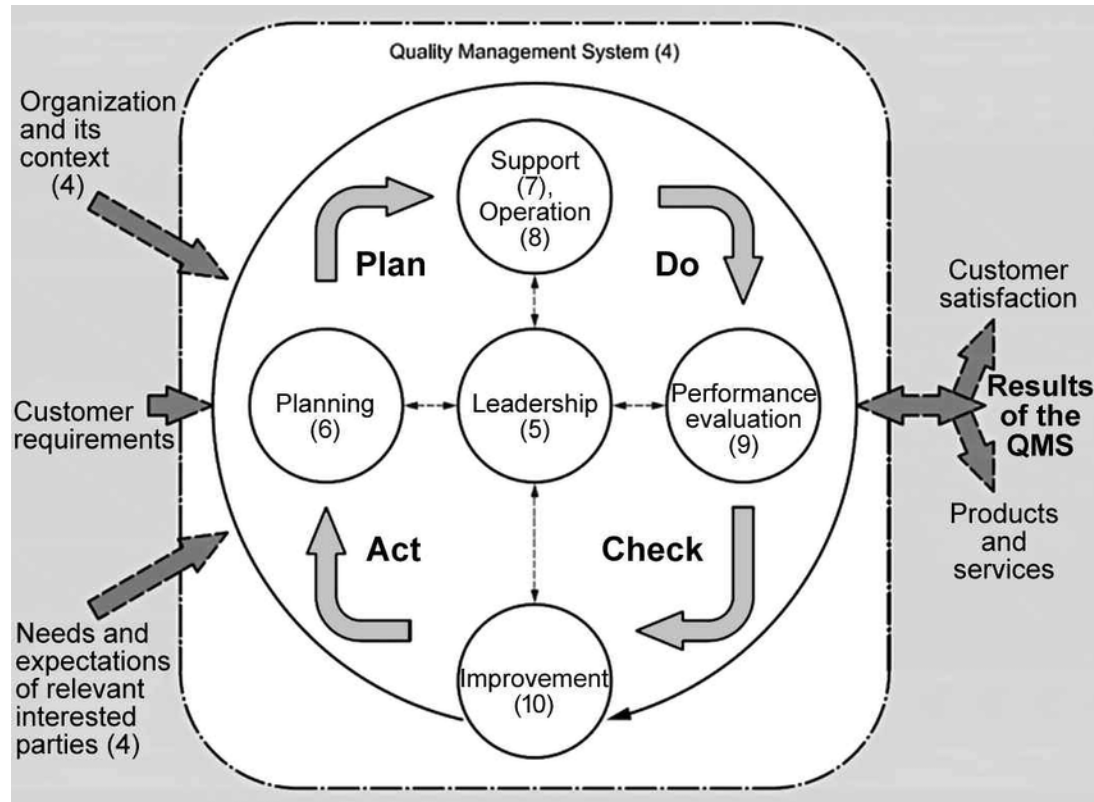 Quality Management System (4)
Organization
and its
context
(4)
Support
(7),
Operation
(8)
Plan
Do
Customer
satisfaction
Planning
(6)
Leadership
(5)
Performance
evaluation
(9)
Customer
requirements
Results
of the
QMS
Act
Check
Products
and
services
Needs and
expectations
of relevant
interested
parties (4)
Improvement
(10)